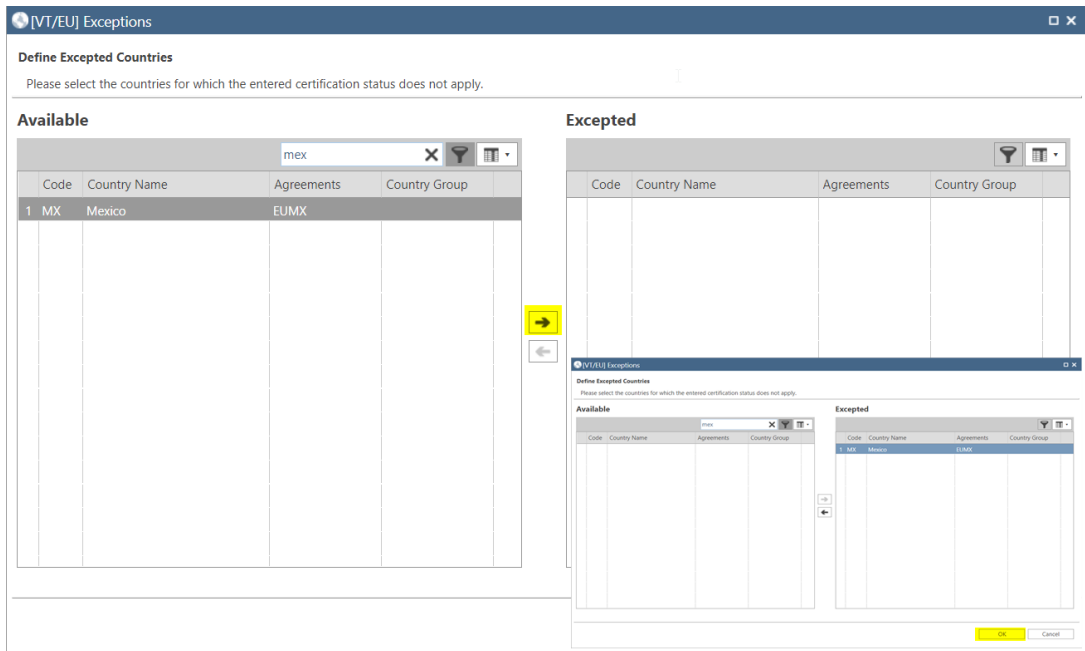 [VT/EU] Exceptions
Define Excepted Countries
Please select the countries for which the entered certification status does not apply.
Available
mex
Code Country Name Agreements Country Group
1 MX Mexico EUMX
Excepted
Code Country Name Agreements Country Group
[VT/EU] Exceptions
Define Excepted Countries
Please select the countries for which the entered certification status does not apply.
Available
mex
Code Country Name Agreements Country Group
Excepted
Code Country Name Agreements Country Group
1 MX Mexico EUMX
OK Cancel